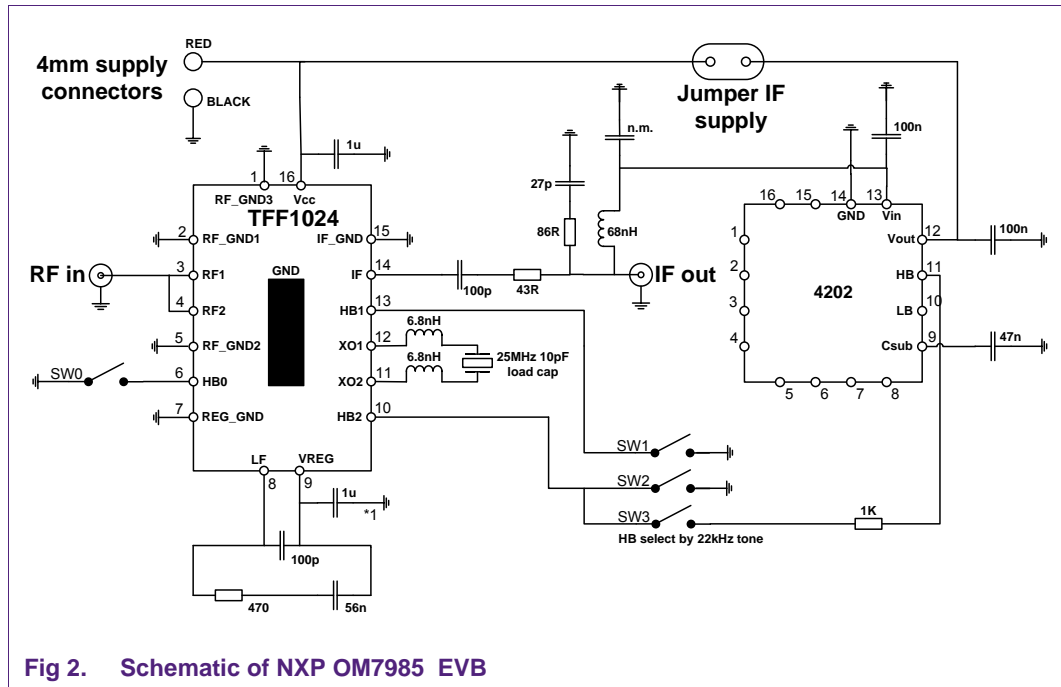 RED
4mm supply
connectors
BLACK
Jumper IF
supply
1u
n.m.
100n
1
16
RF_GND3
Vcc
TFF1024
27p
86R
68nH
16
15
14
13
GND
Vin
2
RF_GND1
IF_GND
15
1
Vout
12
100n
RF in
3
RF1
GND
IF
14
100p
43R
IF out
2
HB
11
4
RF2
HB1
13
3
4202
LB
10
5
RF_GND2
XO1
12
6.8nH
6.8nH
25MHz 10pF
load cap
4
Csub
9
47n
SW0
6
HB0
XO2
11
5
6
7
8
7
REG_GND
HB2
10
LF
VREG
8
9
1u
*1
SW1
SW2
SW3
1K
HB select by 22kHz tone
100p
470
56n
Fig 2. Schematic of NXP OM7985 EVB